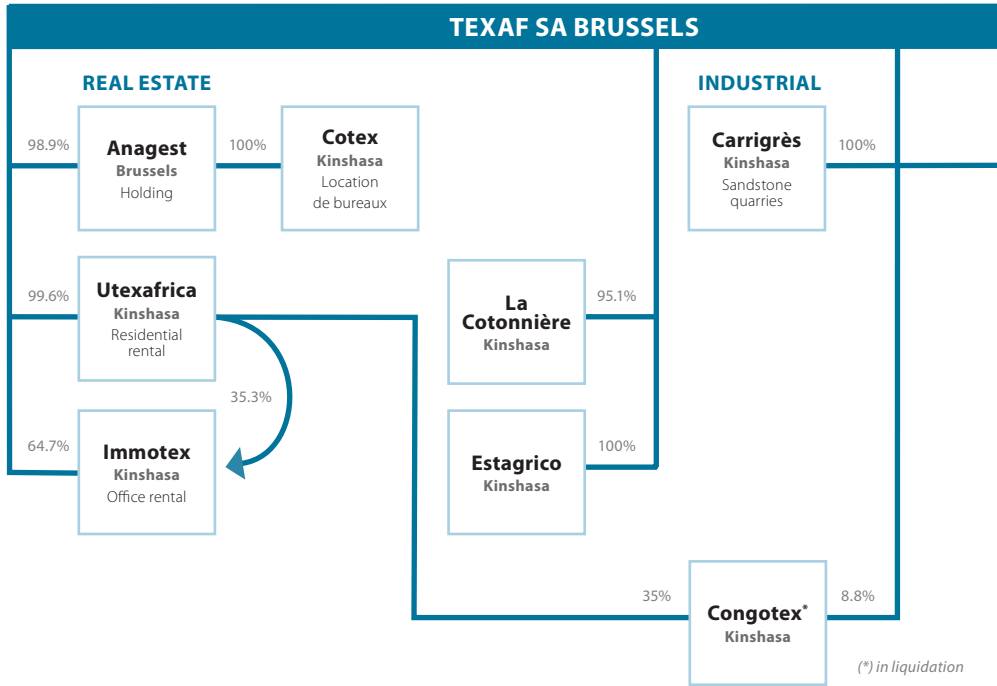 TEXAF SA BRUSSELS
REAL ESTATE
98.9%
Anagest
Brussels
Holding
100%
Cotex
Kinshasa
Location
de bureaux
INDUSTRIAL
Carrigrès
Kinshasa
Sandstone
quarries
100%
99.6%
Utexafrica
Kinshasa
Residential
rental
35.3%
La
Cotonnière
Kinshasa
95.1%
64.7%
Immotex
Kinshasa
Office rental
Estagrico
Kinshasa
100%
35%
Congotex*
Kinshasa
8.8%
(*) in liquidation